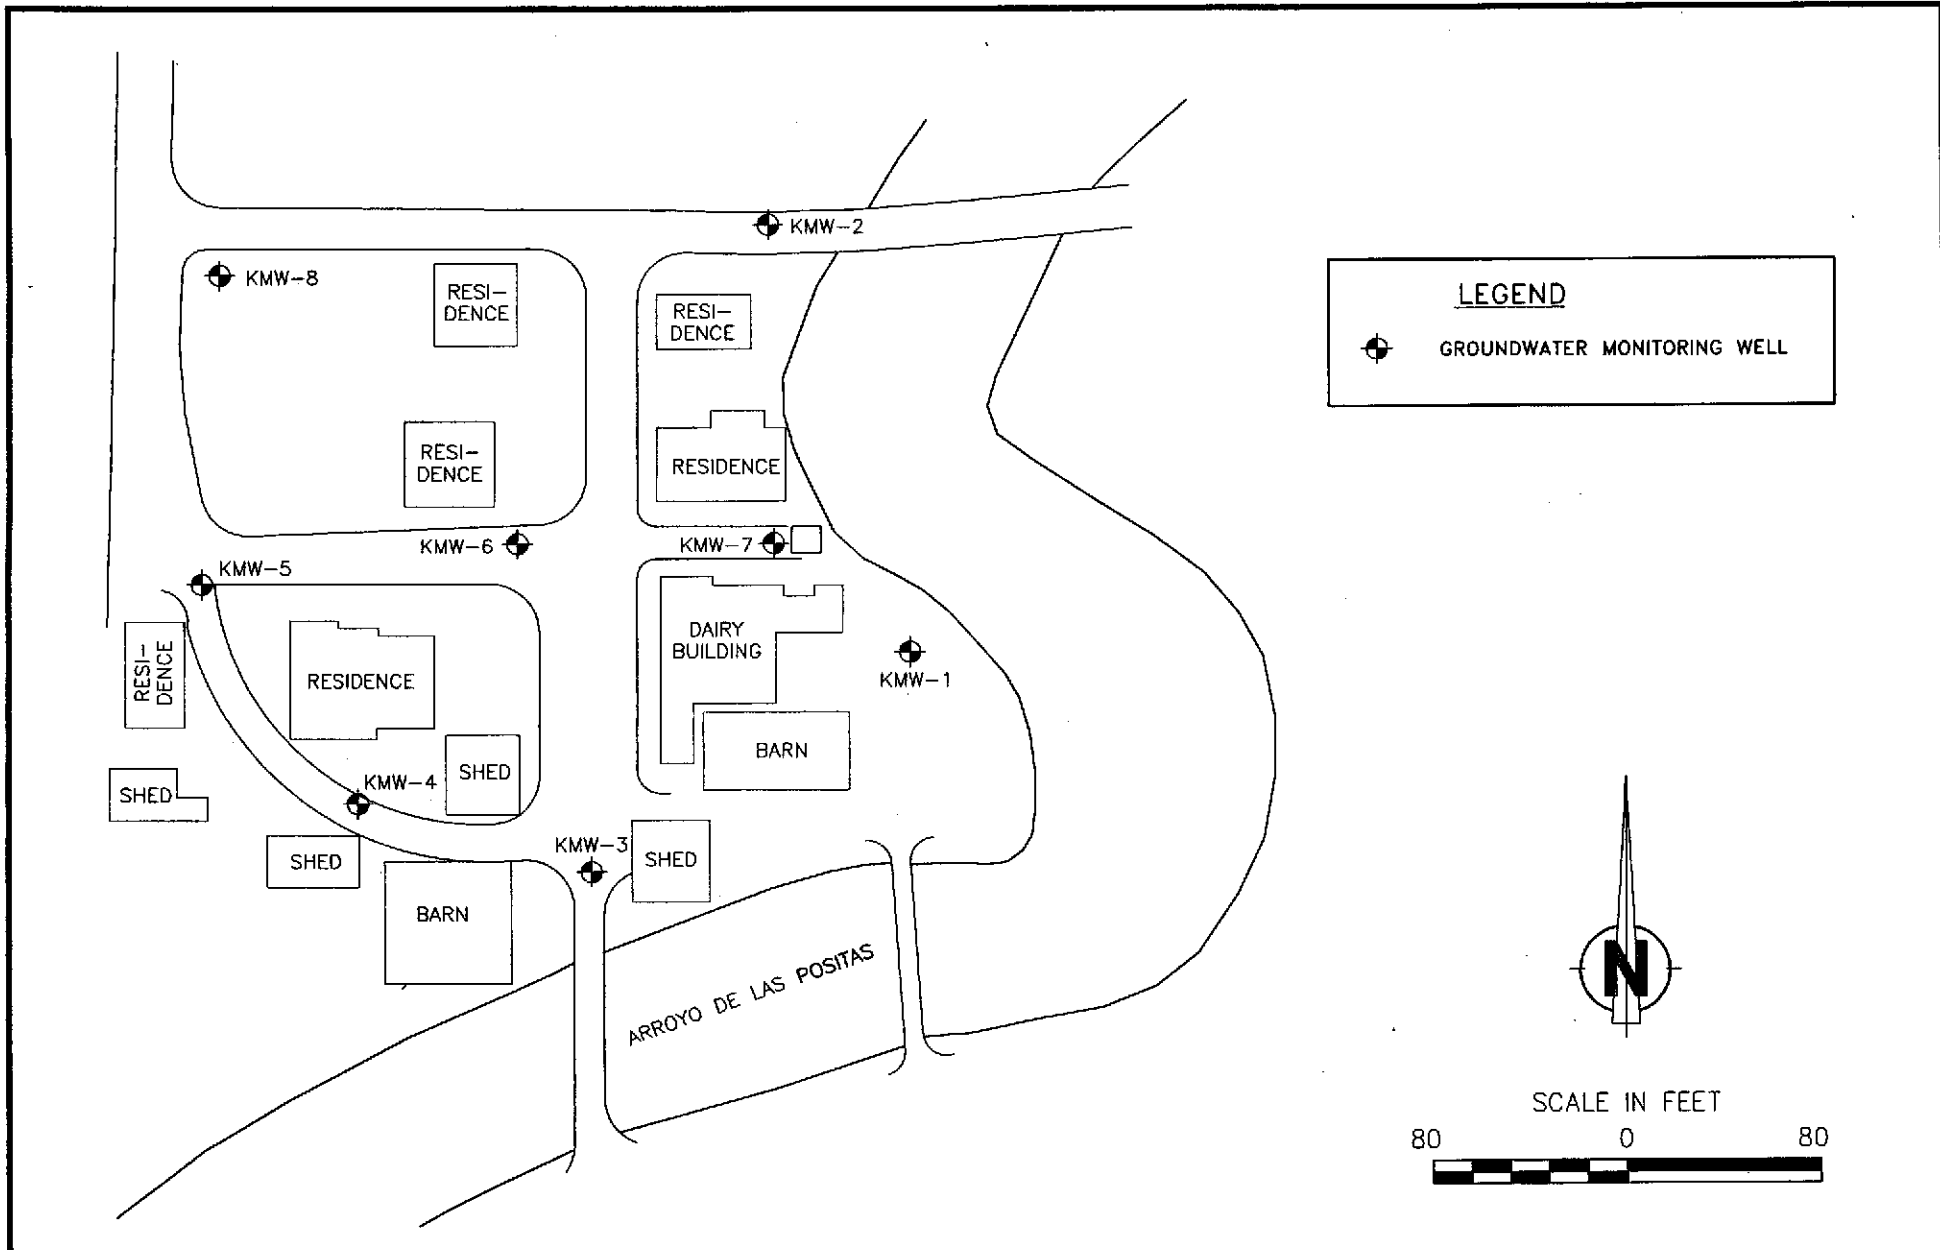 KMW-2
KMW-8
RESI-
DENCE
RESI-
DENCE
LEGEND
GROUNDWATER MONITORING WELL
RESI-
DENCE
RESIDENCE
KMW-6
KMW-7
KMW-5
DAIRY
BUILDING
RESI-
DENCE
RESIDENCE
KMW-1
BARN
SHED
KMW-4
SHED
KMW-3
SHED
SHED
BARN
ARROYO DE LAS POSITAS
N
SCALE IN FEET
80 0 80